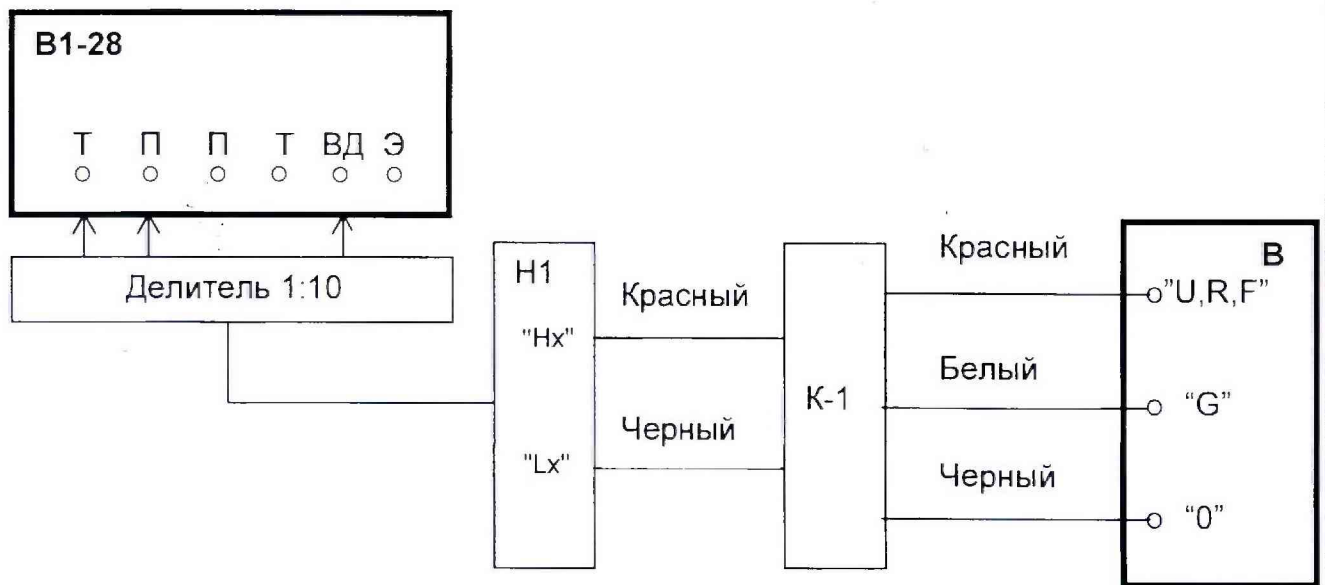 В1-28
Т П П Т ВД Э
Делитель 1:10
Н1
"Нх"
"Lx"
Красный
Черный
К-1
Красный
Белый
Черный
В
"U,R,F"
“G”
“0”